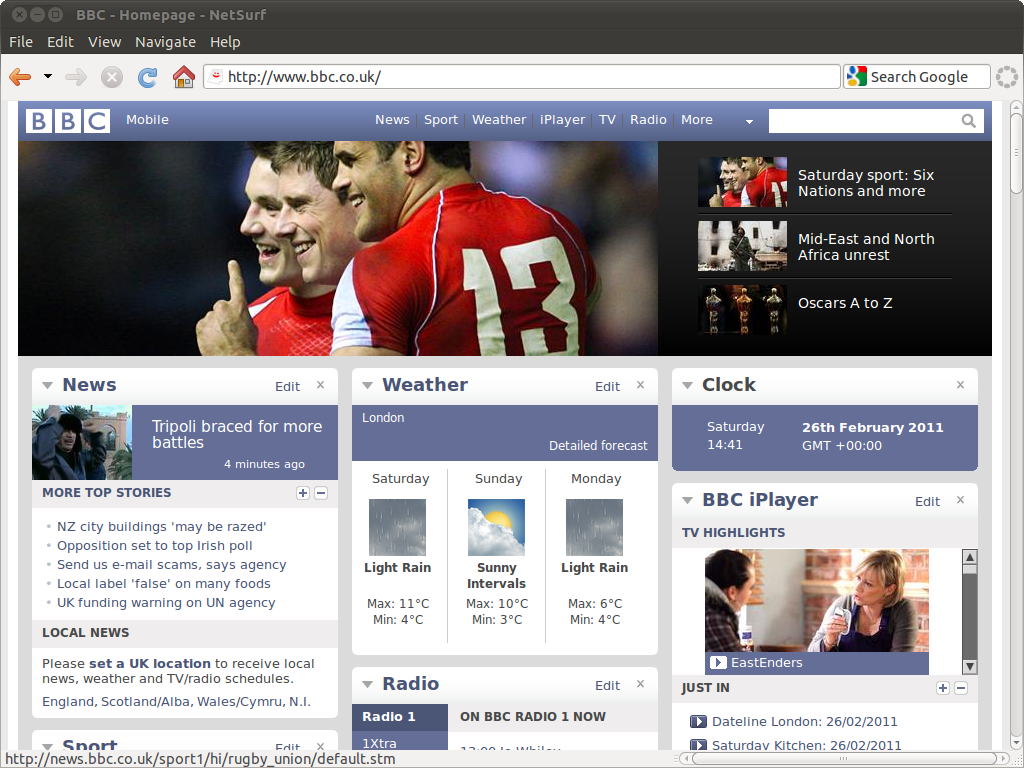 BBC - Homepage - NetSurf
File Edit View Navigate Help
http://www.bbc.co.uk/
Search Google
BBC
Mobile
News Sport Weather iPlayer TV Radio More
13
Saturday sport: Six
Nations and more
Mid-East and North
Africa unrest
Oscars A to Z
News Edit
Tripoli braced for more
battles
4 minutes ago
MORE TOP STORIES
NZ city buildings 'may be razed'
Opposition set to top Irish poll
Send us e-mail scams, says agency
Local label 'false' on many foods
UK funding warning on UN agency
LOCAL NEWS
Please set a UK location to receive local
news, weather and TV/radio schedules.
England, Scotland/Alba, Wales/Cymru, N.I.
Sport Edit
Weather Edit
London
Detailed forecast
Saturday Sunday Monday
Light Rain
Sunny
Intervals
Light Rain
Max: 11°C Max: 10°C Max: 6°C
Min: 4°C Min: 3°C Min: 4°C
Radio Edit
Radio 1
ON BBC RADIO 1 NOW
1Xtra
13:00 Jo Whiley
Clock
Saturday 26th February 2011
14:41 GMT +00:00
BBC iPlayer Edit
TV HIGHLIGHTS
EastEnders
JUST IN
Dateline London: 26/02/2011
Saturday Kitchen: 26/02/2011
http://news.bbc.co.uk/sport1/hi/rugby_union/default.stm